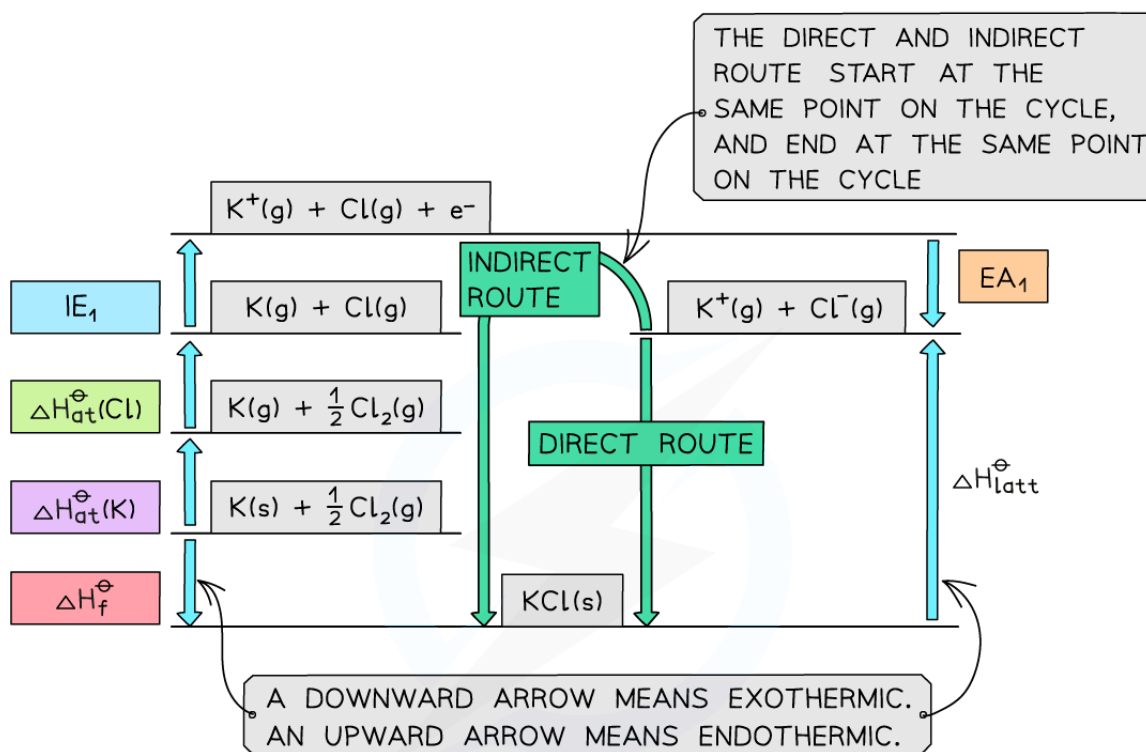 THE DIRECT AND INDIRECT
ROUTE START AT THE
SAME POINT ON THE CYCLE,
AND END AT THE SAME POINT
ON THE CYCLE
K⁺(g) + Cl(g) + e⁻
INDIRECT
ROUTE
EA₁
IE₁
K(g) + Cl(g)
K⁺(g) + Cl⁻(g)
△H⦵at(Cl)
K(g) + ½Cl₂(g)
DIRECT ROUTE
△H⦵latt
△H⦵at(K)
K(s) + ½Cl₂(g)
△H⦵f
KCl(s)
A DOWNWARD ARROW MEANS EXOTHERMIC.
AN UPWARD ARROW MEANS ENDOTHERMIC.